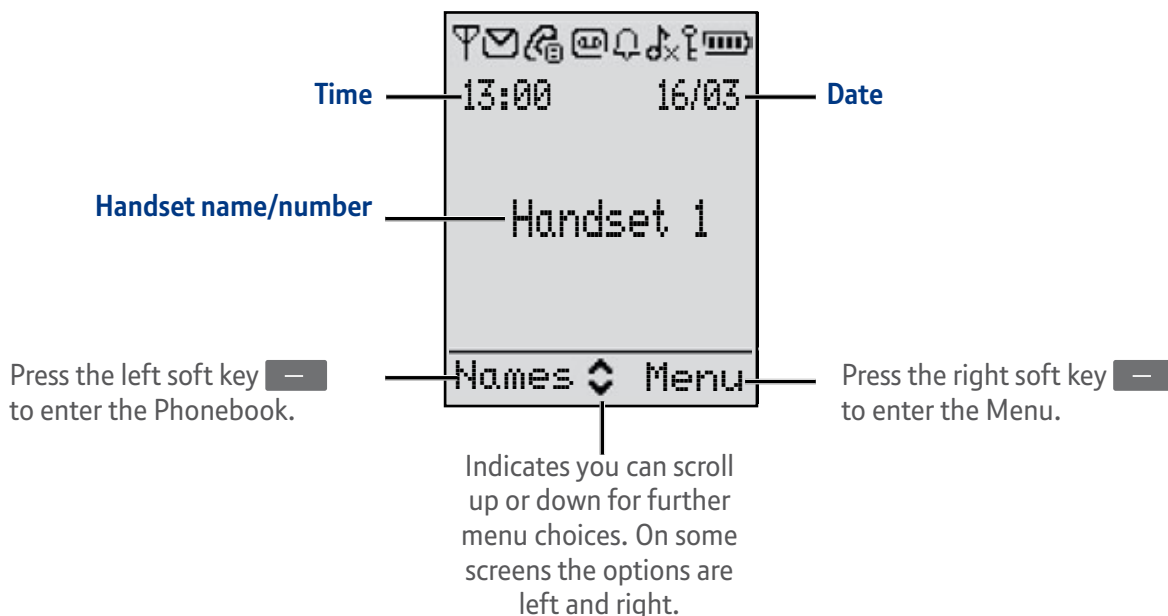 Time
13:00
16/03
Date
Handset name/number
Handset 1
Press the left soft key
to enter the Phonebook.
Names
Menu
Press the right soft key
to enter the Menu.
Indicates you can scroll
up or down for further
menu choices. On some
screens the options are
left and right.